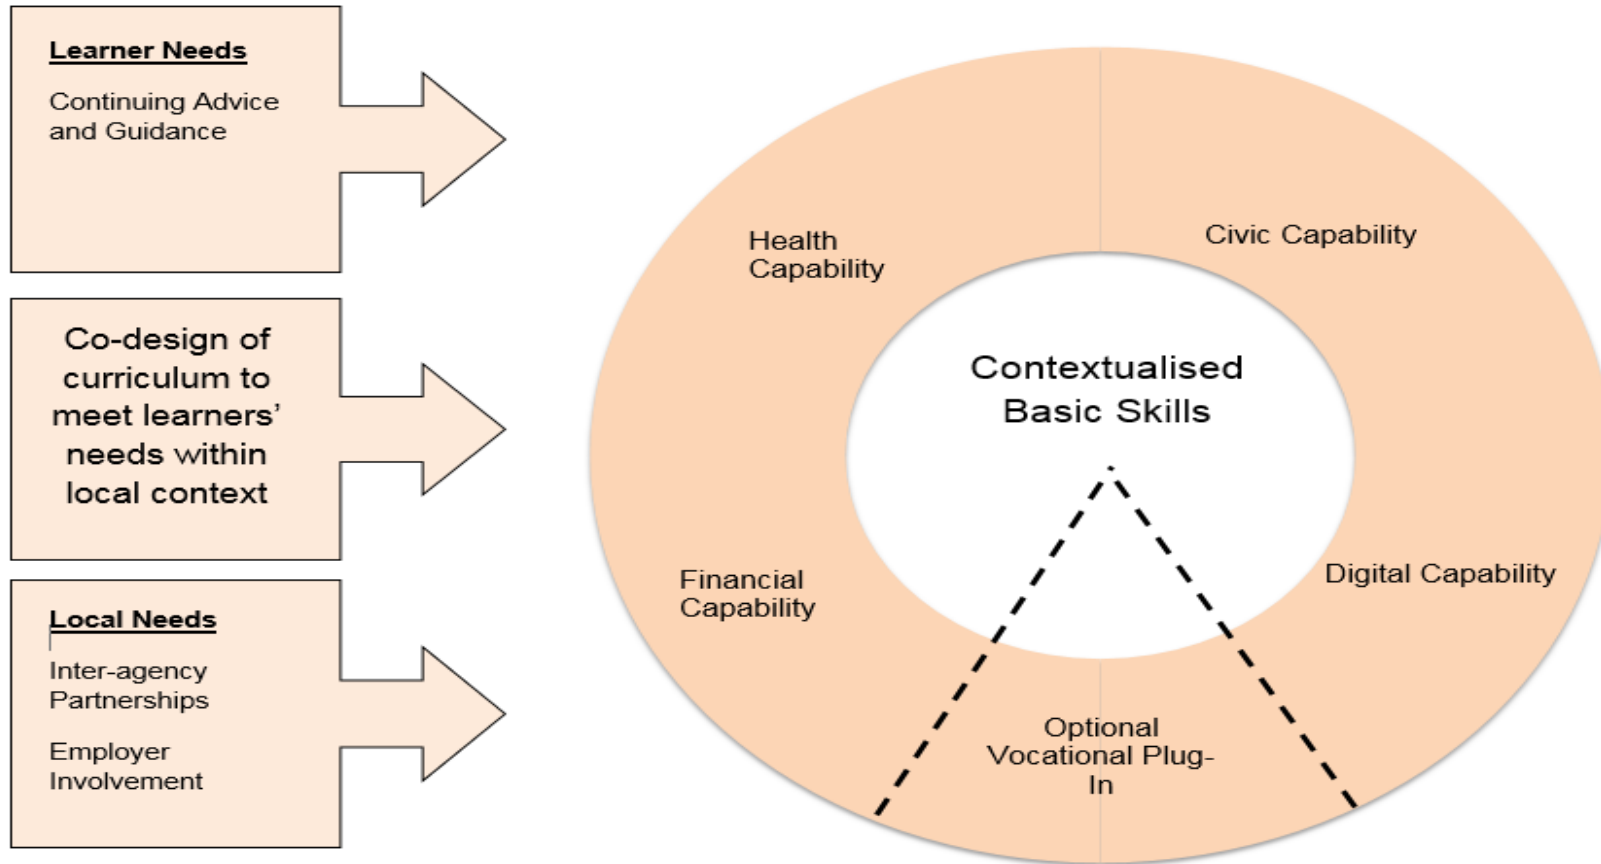 Learner Needs
Continuing Advice
and Guidance
Co-design of
curriculum to
meet learners’
needs within
local context
Local Needs
Inter-agency
Partnerships
Employer
Involvement
Health
Capability
Civic Capability
Contextualised
Basic Skills
Financial
Capability
Digital Capability
Optional
Vocational Plug-
In